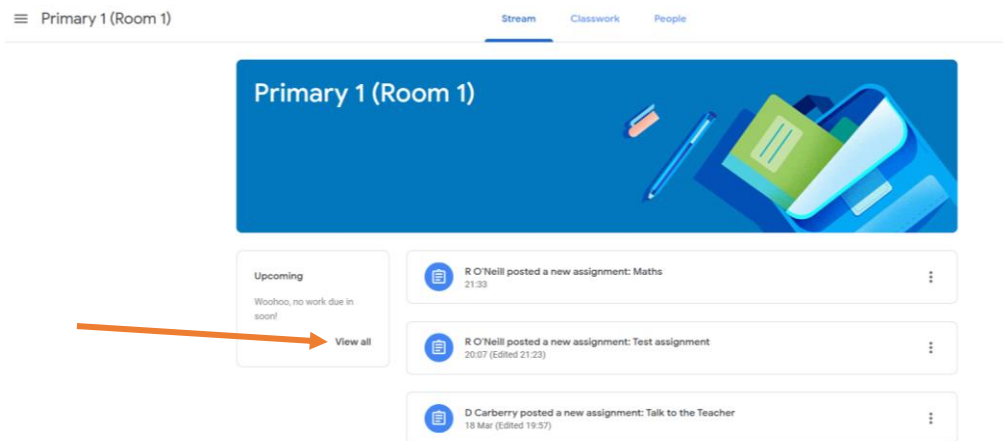 Primary 1 (Room 1)
Stream Classwork People
Primary 1 (Room 1)
Upcoming
Woohoo, no work due in
soon!
View all
R O'Neill posted a new assignment: Maths
21:33
R O'Neill posted a new assignment: Test assignment
20:07 (Edited 21:23)
D Carberry posted a new assignment: Talk to the Teacher
18 Mar (Edited 19:57)